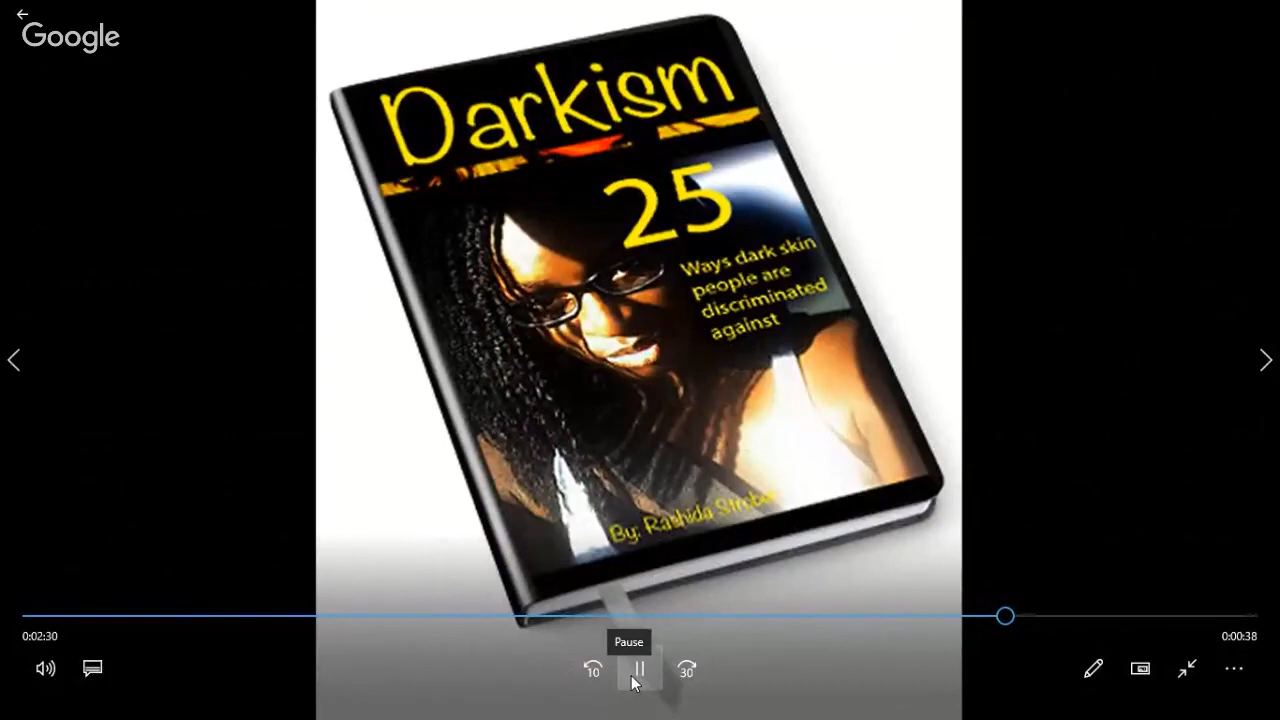 Google
Darkism
25
Ways dark skin
people are
discriminated
against
By: Rashida Strober
0:02:30
Pause
0:00:38
10
30